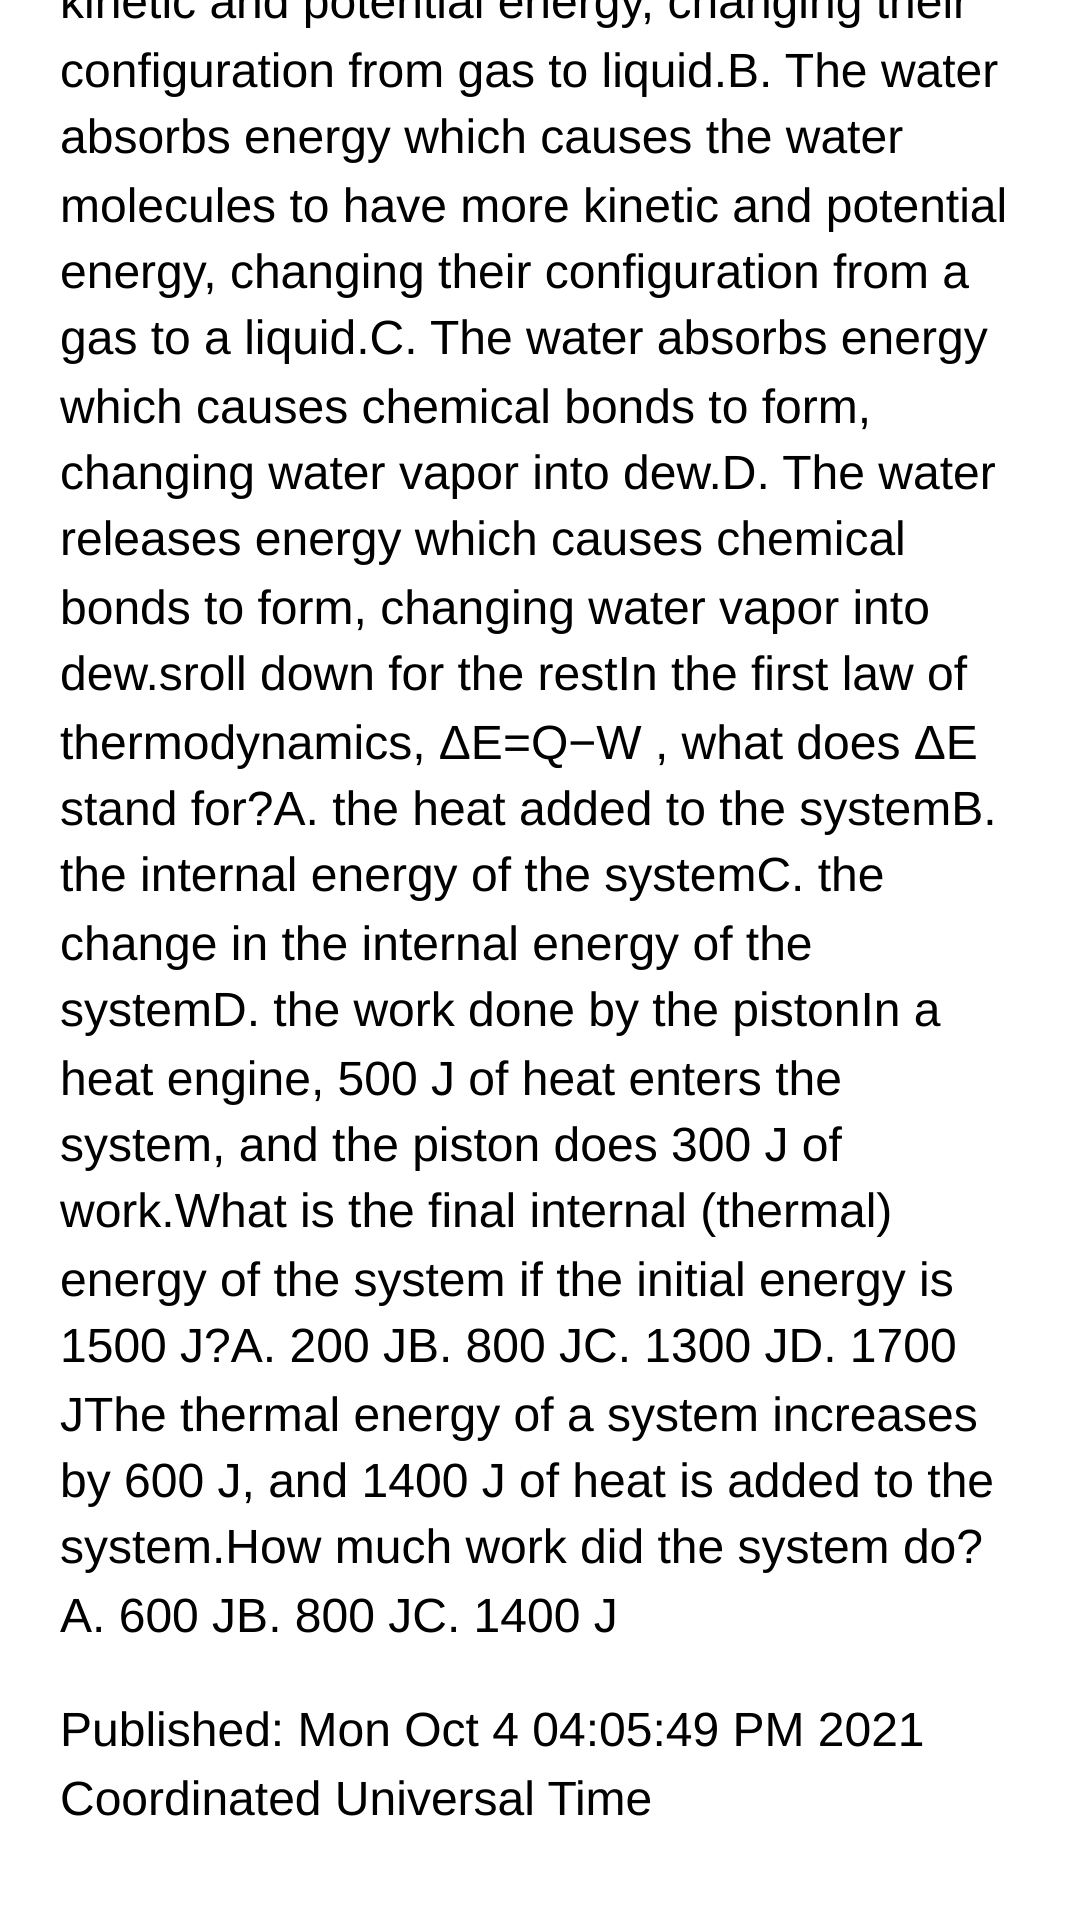 kinetic and potential energy, changing their
configuration from gas to liquid.B. The water
absorbs energy which causes the water
molecules to have more kinetic and potential
energy, changing their configuration from a
gas to a liquid.C. The water absorbs energy
which causes chemical bonds to form,
changing water vapor into dew.D. The water
releases energy which causes chemical
bonds to form, changing water vapor into
dew.sroll down for the restIn the first law of
thermodynamics, ΔE=Q−W , what does ΔE
stand for?A. the heat added to the systemB.
the internal energy of the systemC. the
change in the internal energy of the
systemD. the work done by the pistonIn a
heat engine, 500 J of heat enters the
system, and the piston does 300 J of
work.What is the final internal (thermal)
energy of the system if the initial energy is
1500 J?A. 200 JB. 800 JC. 1300 JD. 1700
JThe thermal energy of a system increases
by 600 J, and 1400 J of heat is added to the
system.How much work did the system do?
A. 600 JB. 800 JC. 1400 J
Published: Mon Oct 4 04:05:49 PM 2021
Coordinated Universal Time